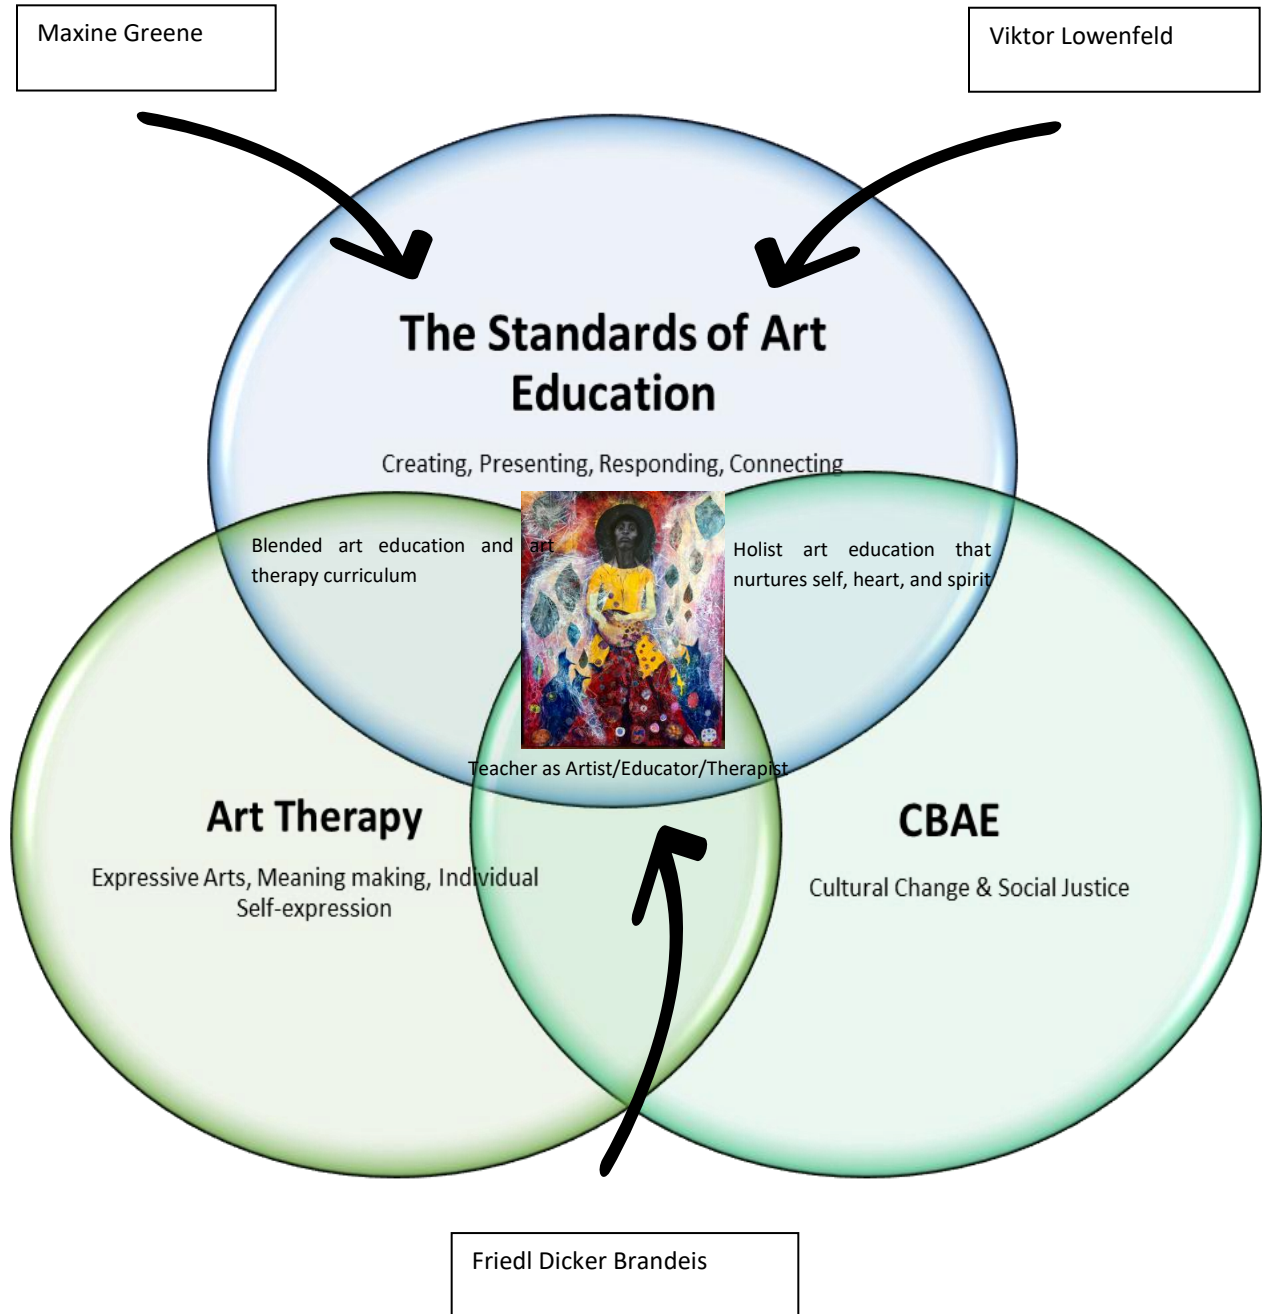 Maxine Greene
Viktor Lowenfeld
The Standards of Art
Education
Creating, Presenting, Responding, Connecting
Blended art education and art
therapy curriculum
Holist art education that
nurtures self, heart, and spirit
Teacher as Artist/Educator/Therapist
Art Therapy
Expressive Arts, Meaning making, Individual
Self-expression
CBAE
Cultural Change & Social Justice
Friedl Dicker Brandeis